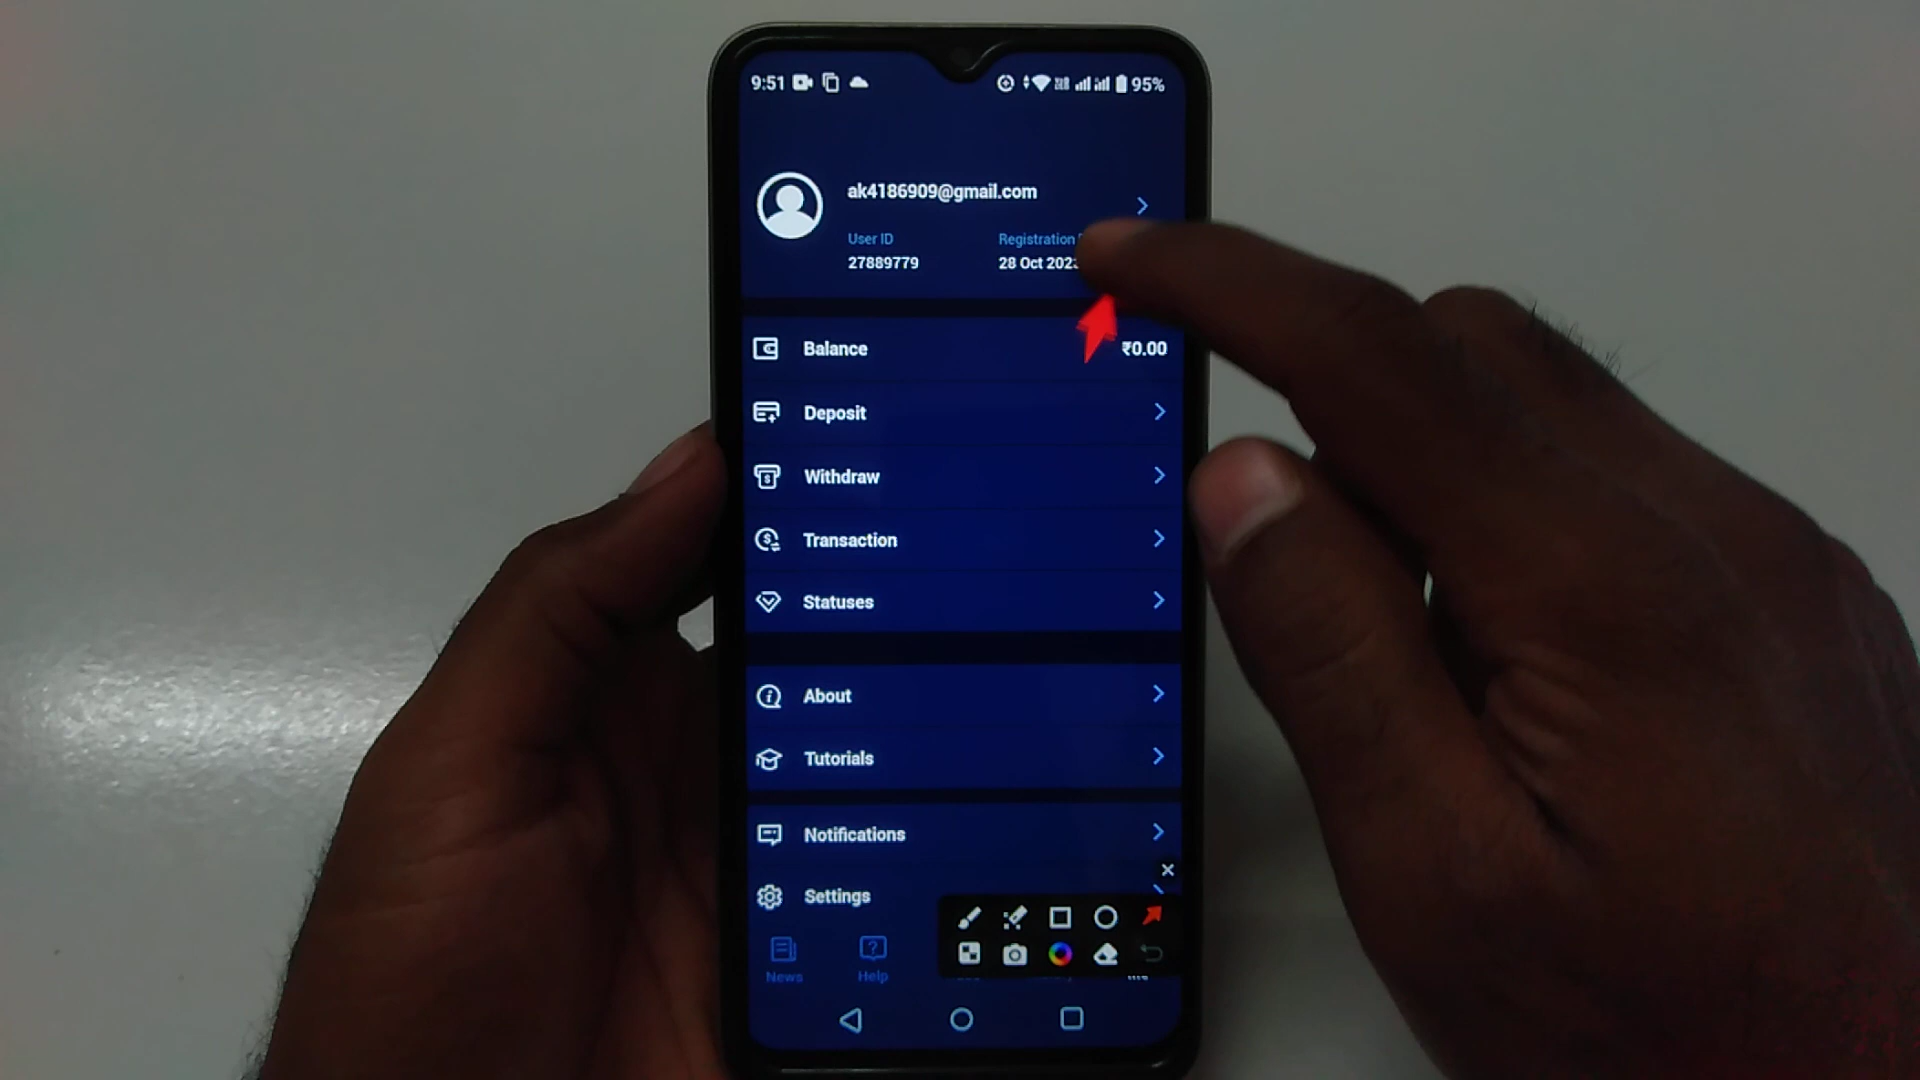 9:51 95%
ak4186909@gmail.com
User ID Registration
27889779 28 Oct 2023
Balance ₹0.00
Deposit
Withdraw
Transaction
Statuses
About
Tutorials
Notifications
Settings
News Help